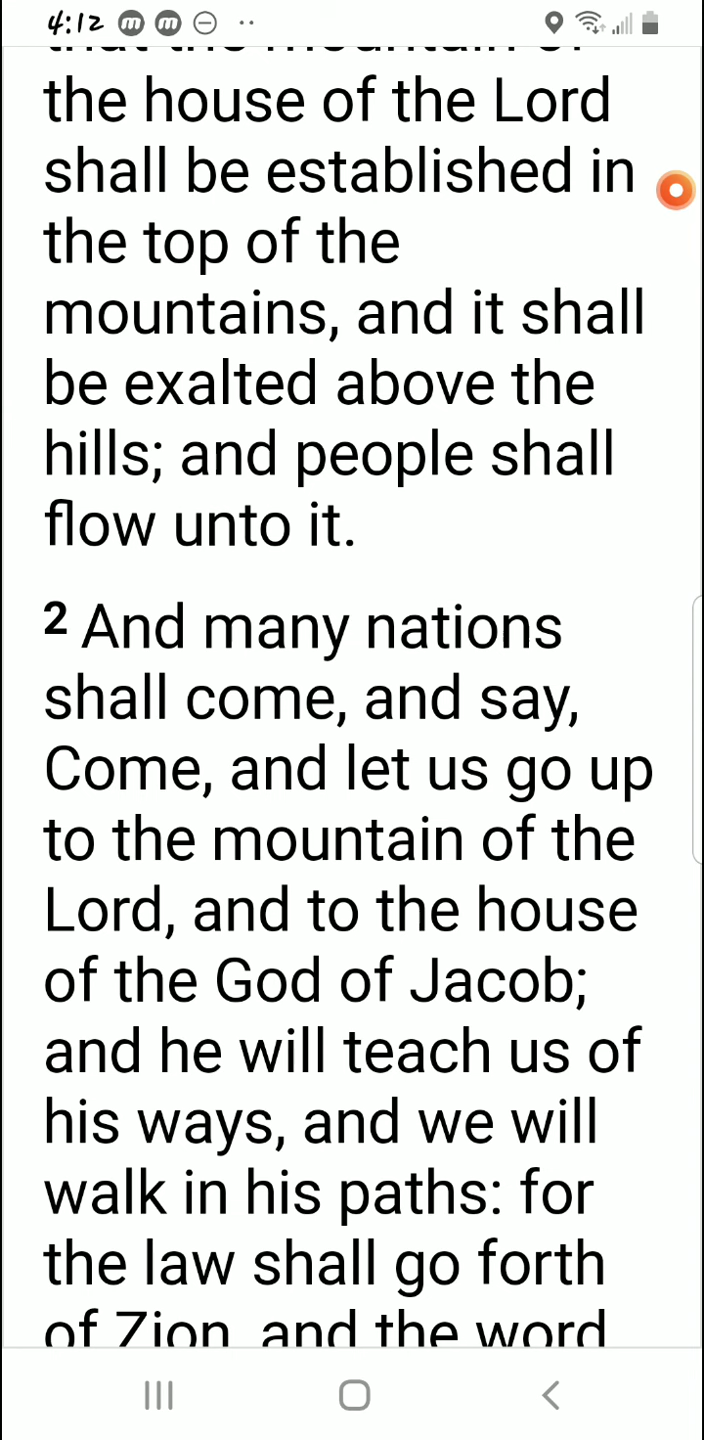 4:12
that the mountain of
the house of the Lord
shall be established in
the top of the
mountains, and it shall
be exalted above the
hills; and people shall
flow unto it.
2 And many nations
shall come, and say,
Come, and let us go up
to the mountain of the
Lord, and to the house
of the God of Jacob;
and he will teach us of
his ways, and we will
walk in his paths: for
the law shall go forth
of Zion, and the word